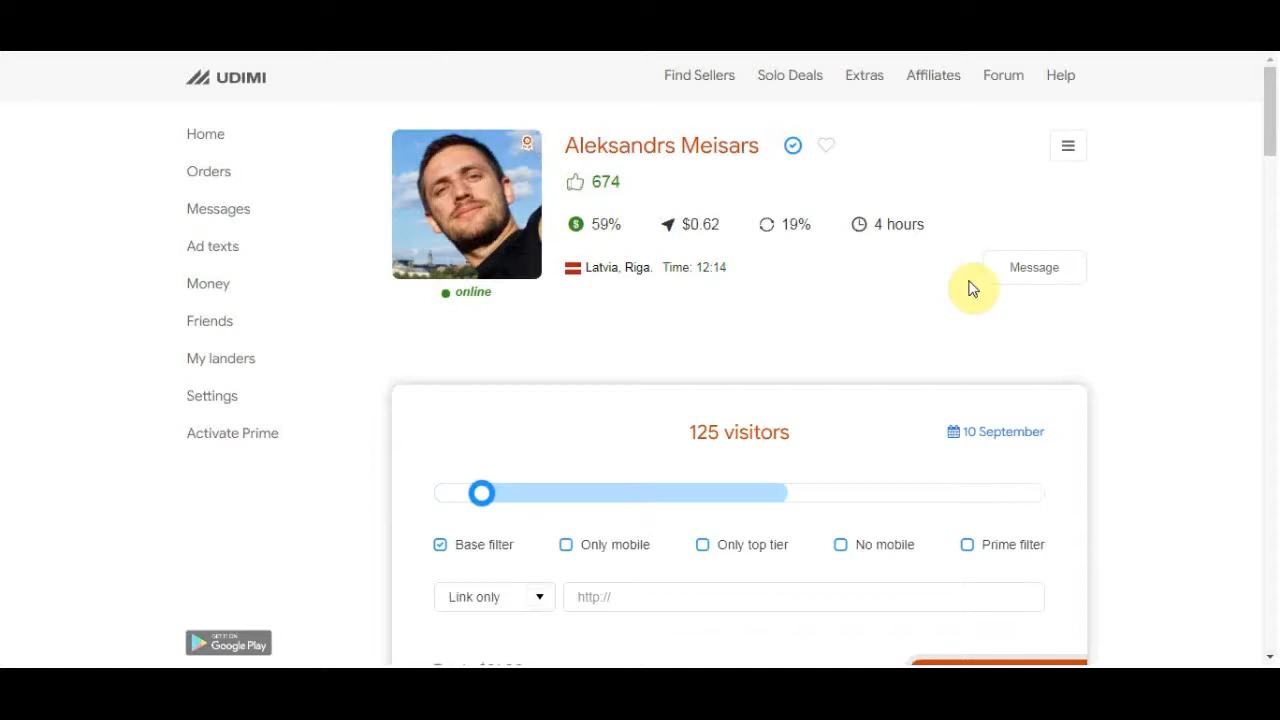 UDIMI
Find Sellers Solo Deals Extras Affiliates Forum Help
Home
Orders
Messages
Ad texts
Money
Friends
My landers
Settings
Activate Prime
GET IT ON
Google Play
Aleksandrs Meisars
674
$ 59% $0.62 19% 4 hours
Latvia, Riga. Time: 12:14
Message
online
125 visitors
10 September
Base filter Only mobile Only top tier No mobile Prime filter
Link only http://